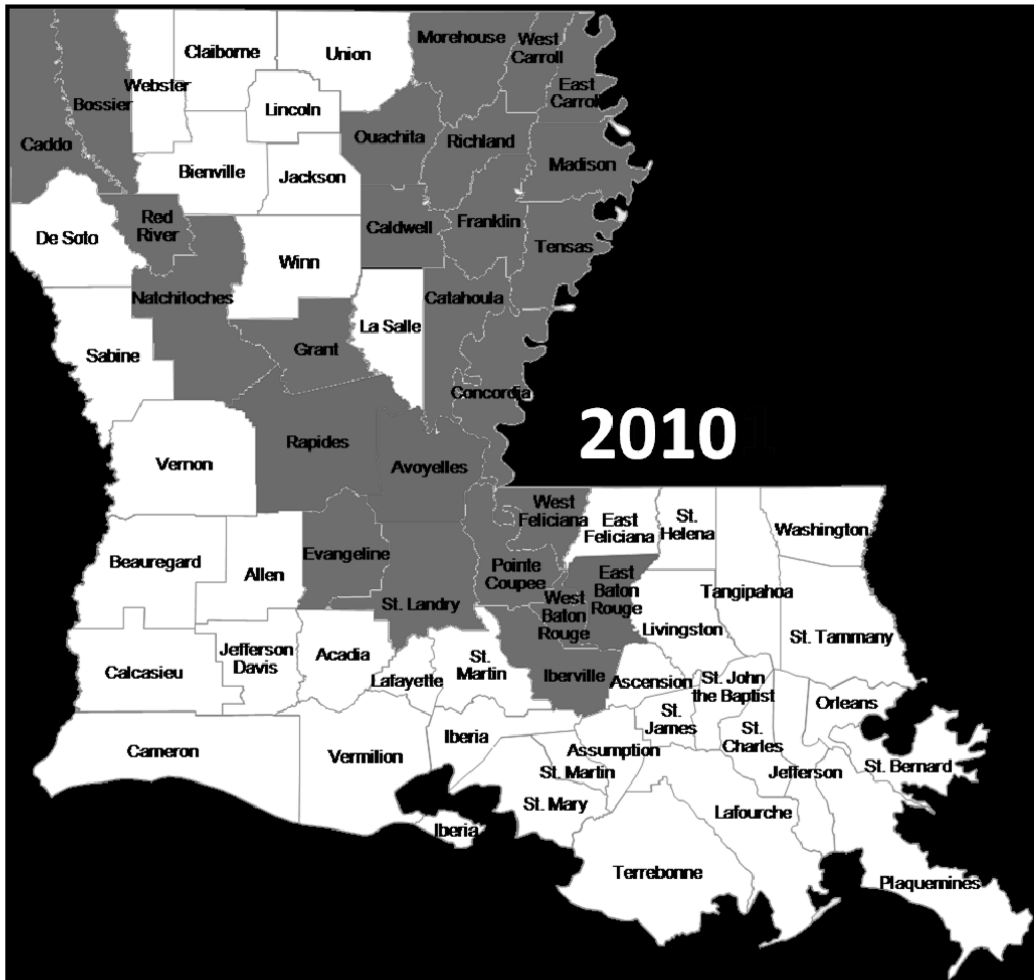 Claiborne
Union
Morehouse
West
Carroll
East
Carroll
Webster
Bossier
Lincoln
Caddo
Ouachita
Richland
Madison
Bienville
Jackson
Red
River
De Soto
Caldwell
Franklin
Tensas
Winn
Natchitoches
Catahoula
La Salle
Sabine
Grant
Concordia
2010
Rapides
Vernon
Avoyelles
West
Feliciana
East
Feliciana
St.
Helena
Washington
Beauregard
Allen
Evangeline
Pointe
Coupee
East
Baton
Rouge
Tangipahoa
St. Landry
West
Baton
Rouge
Livingston
St. Tammany
Calcasieu
Jefferson
Davis
Acadia
Lafayette
St.
Martin
Iberville
Ascension
St. John
the Baptist
Orleans
Cameron
Vermilion
Iberia
Assumption
St.
James
St.
Charles
St. Martin
Jefferson
St. Bernard
St. Mary
Lafourche
Iberia
Terrebonne
Plaquemines